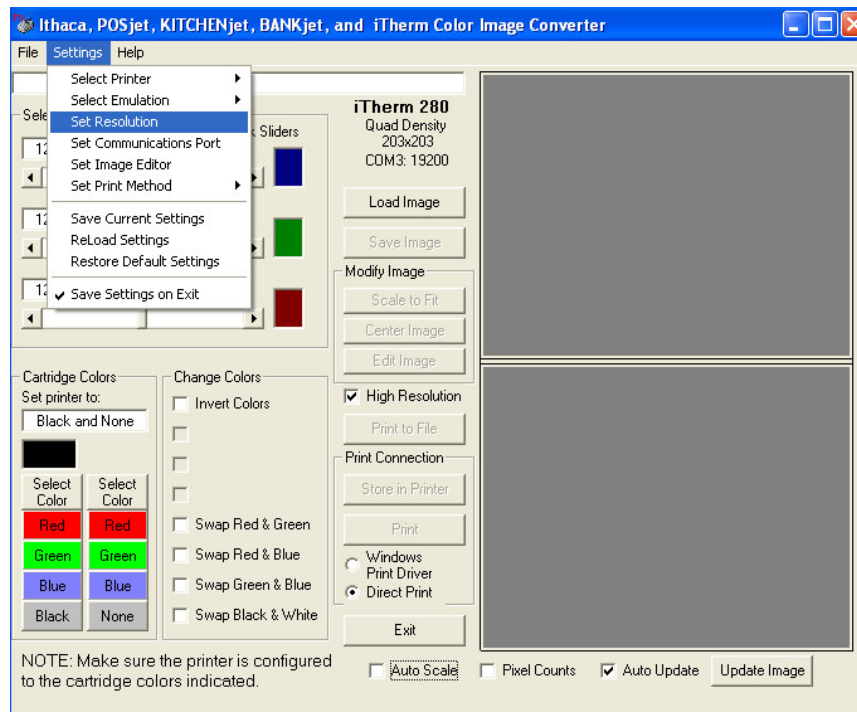 Ithaca, POSjet, KITCHENjet, BANKjet, and iTherm Color Image Converter
File Settings Help
Select Printer
Select Emulation
Set Resolution
Set Communications Port
Set Image Editor
Set Print Method
Save Current Settings
ReLoad Settings
Restore Default Settings
Save Settings on Exit
Sliders
iTherm 280
Quad Density
203x203
COM3: 19200
Load Image
Save Image
Modify Image
Scale to Fit
Center Image
Edit Image
High Resolution
Print to File
Print Connection
Store in Printer
Print
Windows
Print Driver
Direct Print
Exit
Cartridge Colors
Set printer to:
Black and None
Select
Color
Select
Color
Red Red
Green Green
Blue Blue
Black None
Change Colors
Invert Colors
Swap Red & Green
Swap Red & Blue
Swap Green & Blue
Swap Black & White
NOTE: Make sure the printer is configured
to the cartridge colors indicated.
Auto Scale
Pixel Counts
Auto Update
Update Image